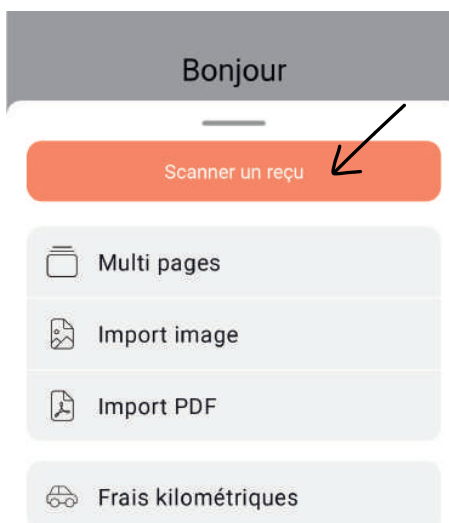 Bonjour
Scanner un reçu
Multi pages
Import image
Import PDF
Frais kilométriques